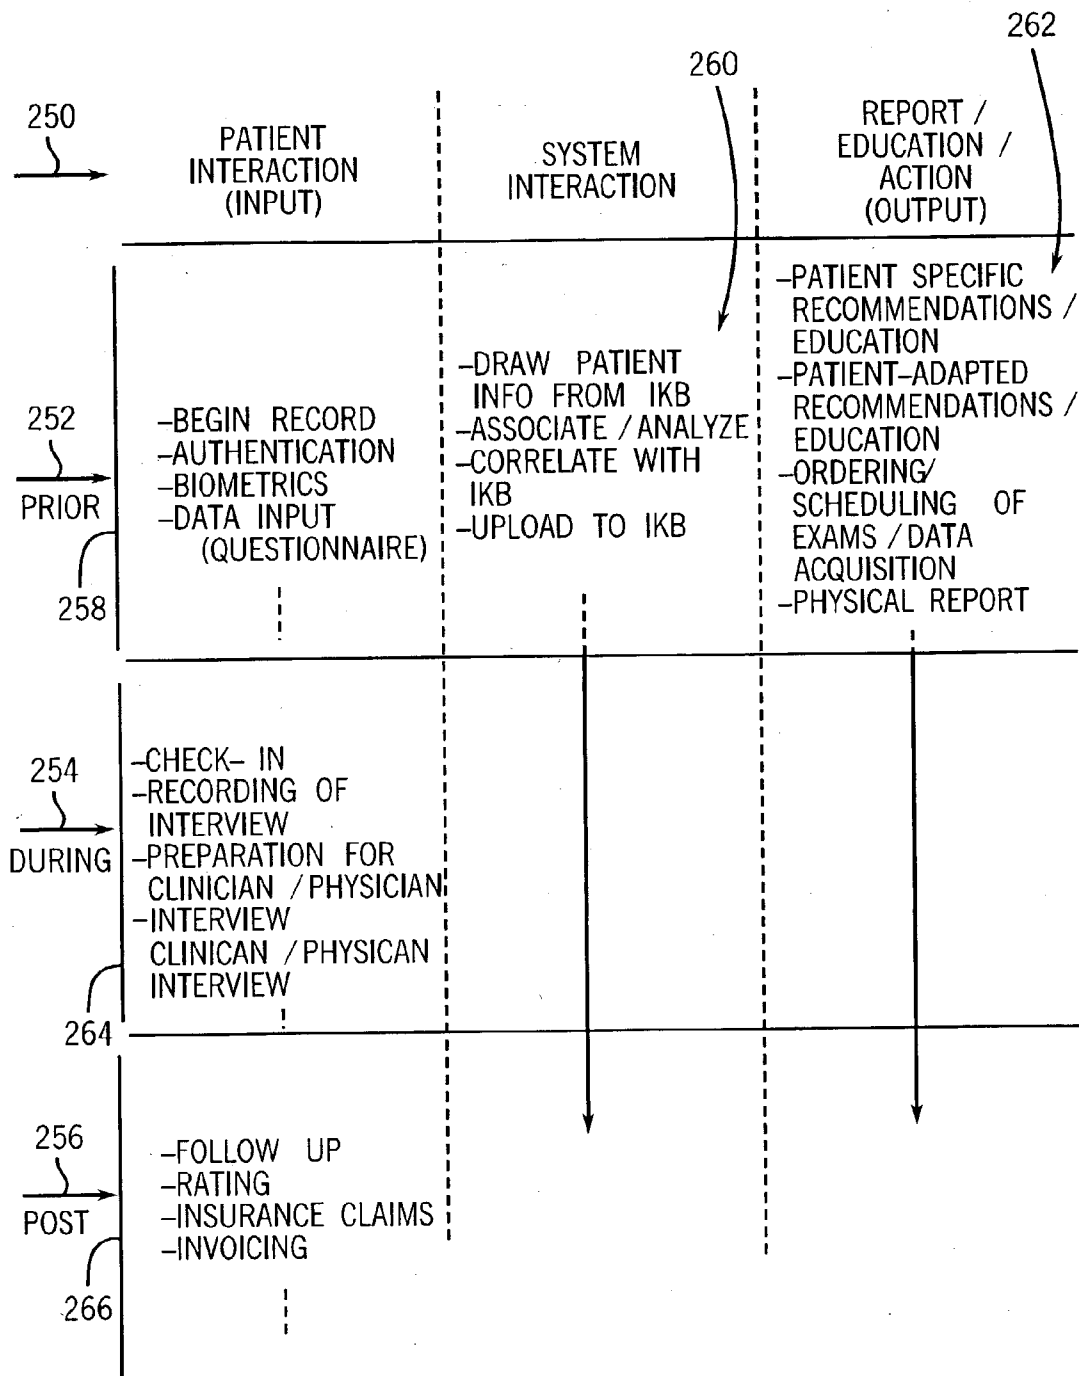 262
260
250
PATIENT
INTERACTION
(INPUT)
SYSTEM
INTERACTION
REPORT /
EDUCATION /
ACTION
(OUTPUT)
252
PRIOR
258
-BEGIN RECORD
-AUTHENTICATION
-BIOMETRICS
-DATA INPUT
(QUESTIONNAIRE)
-DRAW PATIENT
INFO FROM IKB
-ASSOCIATE / ANALYZE
-CORRELATE WITH
IKB
-UPLOAD TO IKB
-PATIENT SPECIFIC
RECOMMENDATIONS /
EDUCATION
-PATIENT-ADAPTED
RECOMMENDATIONS /
EDUCATION
-ORDERING/
SCHEDULING OF
EXAMS / DATA
ACQUISITION
-PHYSICAL REPORT
254
DURING
264
-CHECK- IN
-RECORDING OF
INTERVIEW
-PREPARATION FOR
CLINICIAN / PHYSICIAN
-INTERVIEW
CLINICAN / PHYSICAN
INTERVIEW
256
POST
266
-FOLLOW UP
-RATING
-INSURANCE CLAIMS
-INVOICING